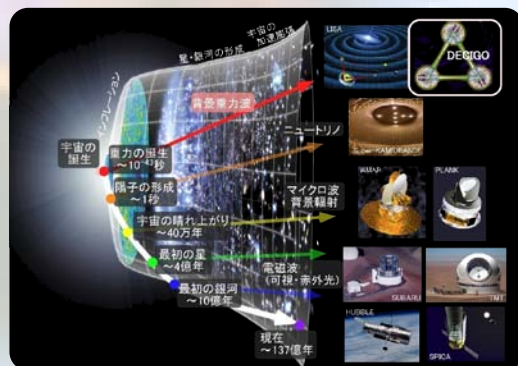 星・銀河の形成
宇宙の
加速膨張
インフレーション
LISA
DECIGO
背景重力波
宇宙の
誕生
重力の誕生
ニュートリノ
陽子の形成
～1秒
マイクロ波
背景輻射
PLANK
宇宙の晴れ上がり
～40万年
最初の星
～4億年
電磁波
（可視・赤外光）
SUBARU
TMT
最初の銀河
～10億年
HUBBLE
SPICA
現在
～137億年